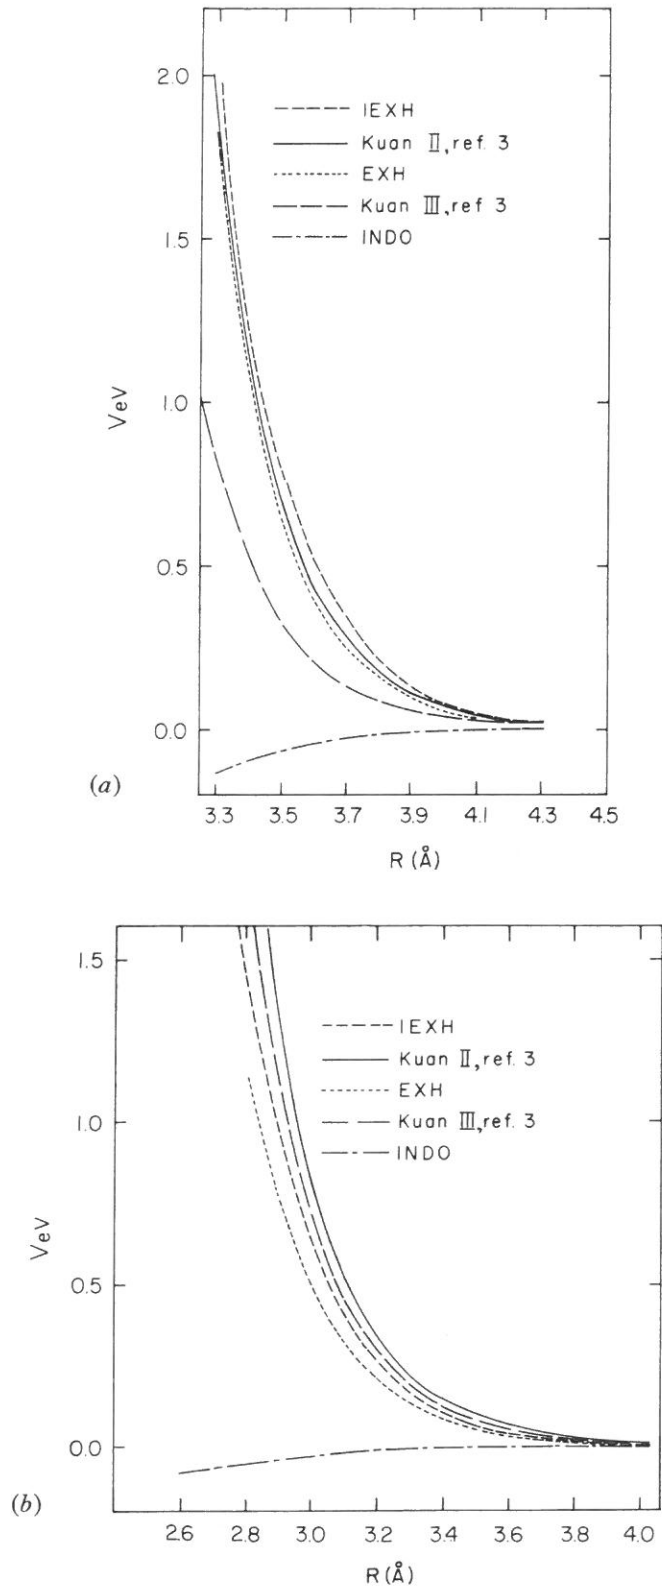 2.0
IEXH
Kuan II, ref. 3
EXH
Kuan III, ref. 3
INDO
1.5
1.0
VeV
0.5
0.0
(a)
3.3 3.5 3.7 3.9 4.1 4.3 4.5
R (Å)
1.5
IEXH
Kuan II, ref. 3
EXH
Kuan III, ref. 3
INDO
1.0
VeV
0.5
0.0
(b)
2.6 2.8 3.0 3.2 3.4 3.6 3.8 4.0
R (Å)